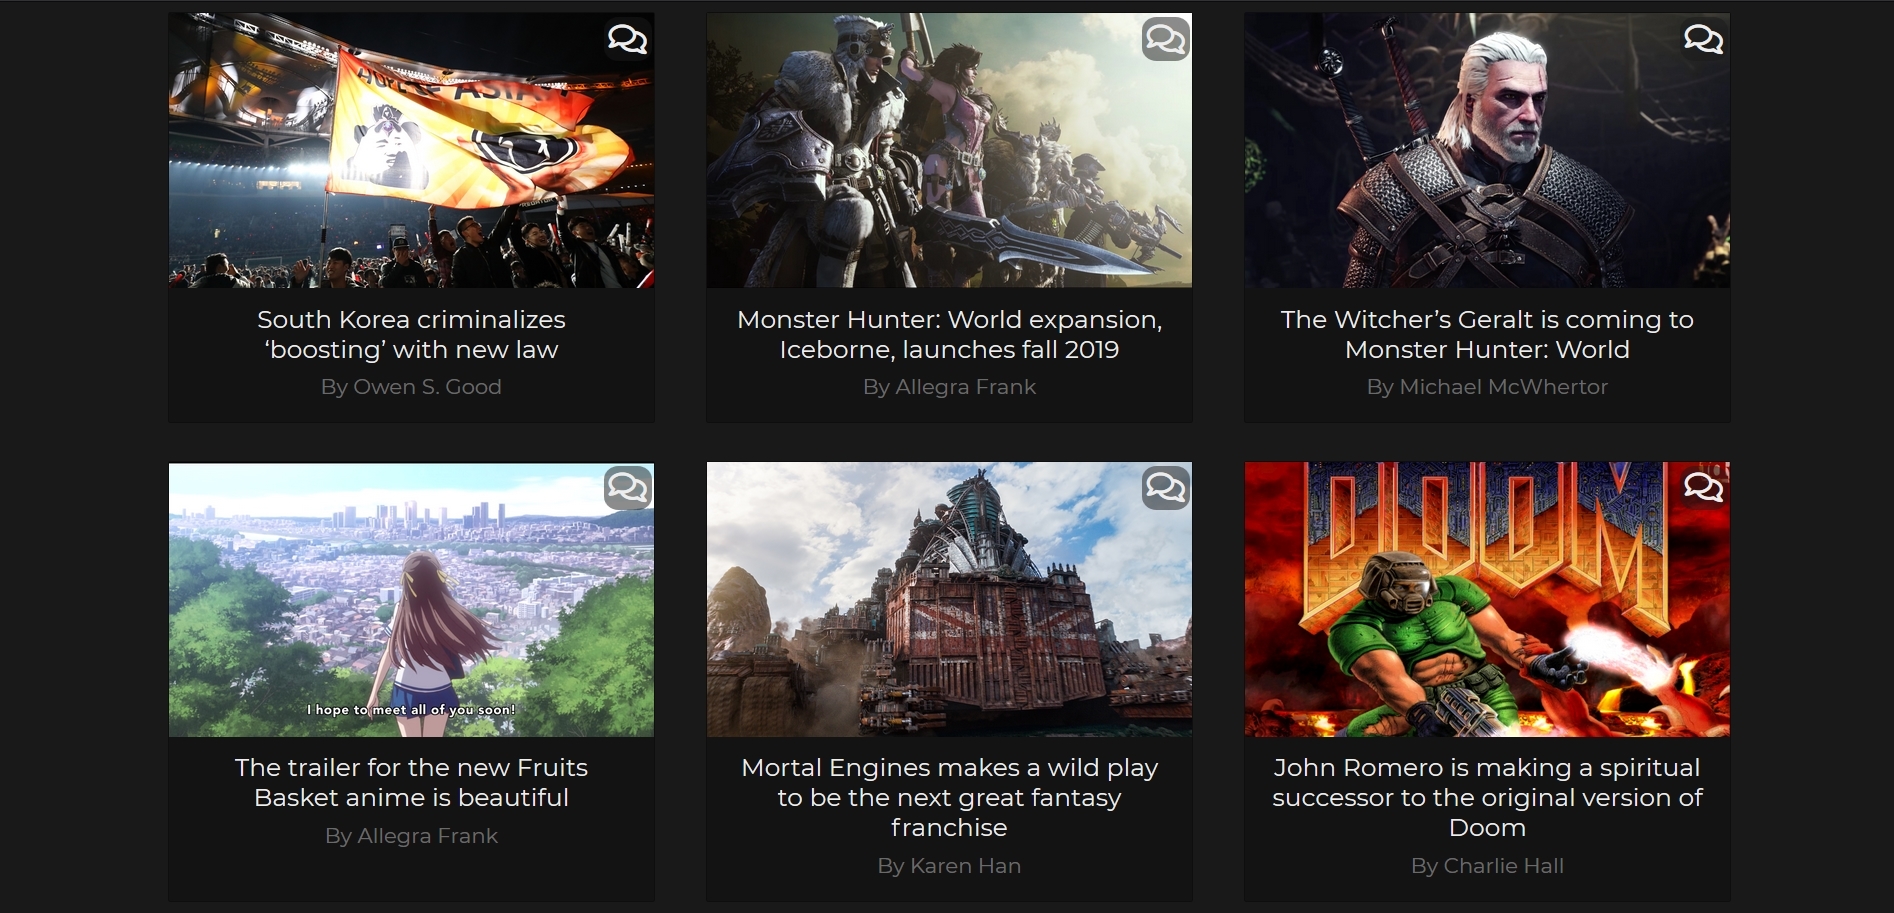 ASIA
South Korea criminalizes
‘boosting’ with new law
By Owen S. Good
Monster Hunter: World expansion,
Iceborne, launches fall 2019
By Allegra Frank
The Witcher’s Geralt is coming to
Monster Hunter: World
By Michael McWhertor
I hope to meet all of you soon!
The trailer for the new Fruits
Basket anime is beautiful
By Allegra Frank
Mortal Engines makes a wild play
to be the next great fantasy
franchise
By Karen Han
DOOM
John Romero is making a spiritual
successor to the original version of
Doom
By Charlie Hall